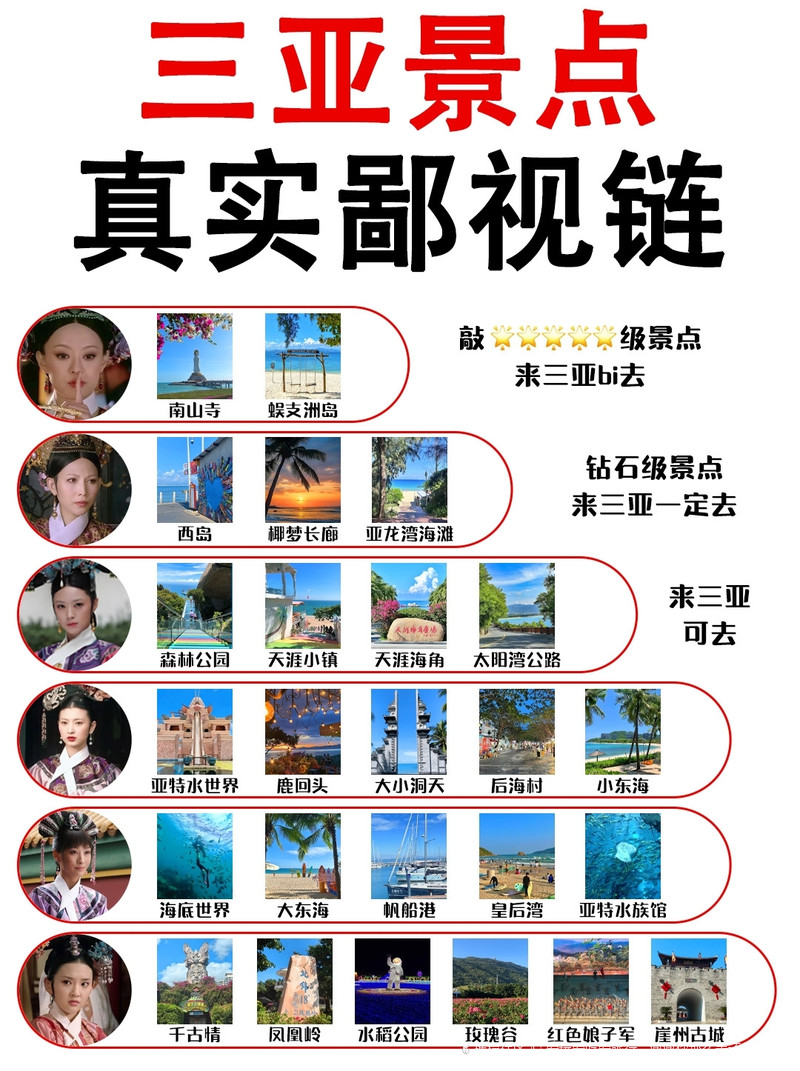 三亚景点
真实鄙视链
南山寺
蜈支洲岛
敲🌟🌟🌟🌟🌟级景点
来三亚bi去
西岛
椰梦长廊
亚龙湾海滩
钻石级景点
来三亚一定去
森林公园
天涯小镇
天涯海角
太阳湾公路
来三亚
可去
亚特水世界
鹿回头
大小洞天
后海村
小东海
海底世界
大东海
帆船港
皇后湾
亚特水族馆
千古情
凤凰岭
水稻公园
玫瑰谷
红色娘子军
崖州古城